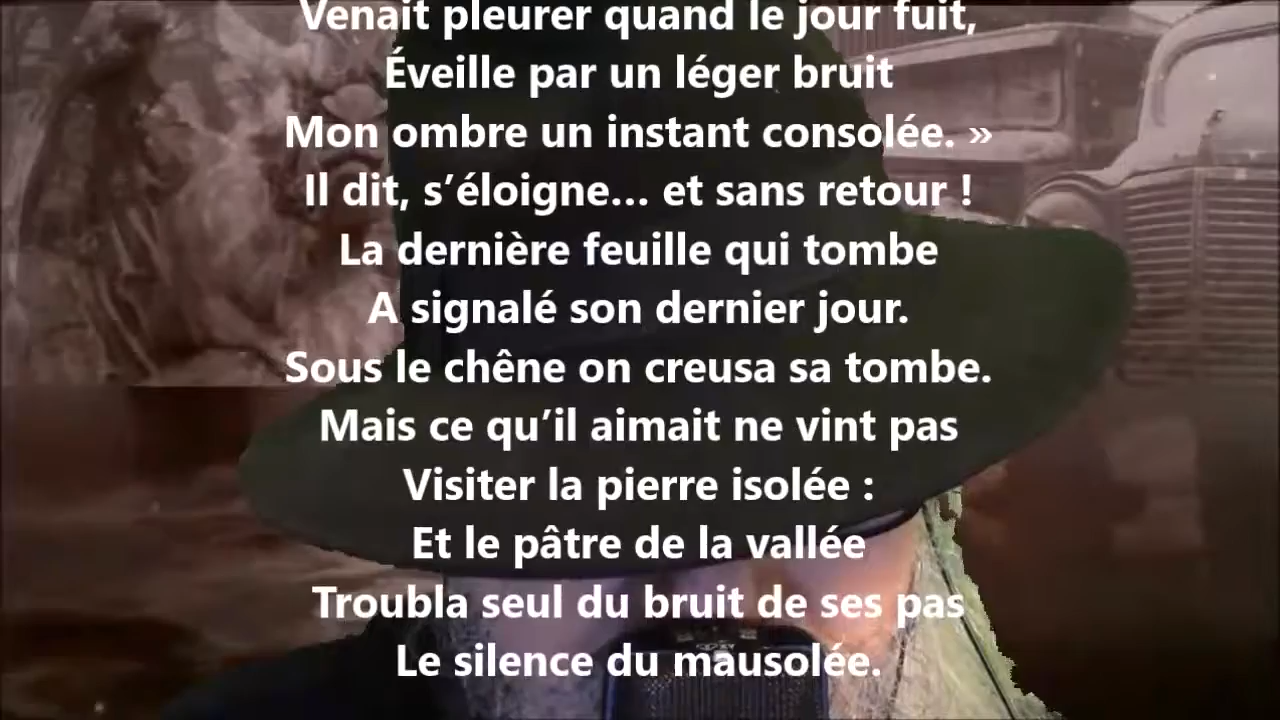 Venait pleurer quand le jour fuit,
Éveille par un léger bruit
Mon ombre un instant consolée. »
Il dit, s’éloigne... et sans retour !
La dernière feuille qui tombe
A signalé son dernier jour.
Sous le chêne on creusa sa tombe.
Mais ce qu’il aimait ne vint pas
Visiter la pierre isolée :
Et le pâtre de la vallée
Troubla seul du bruit de ses pas
Le silence du mausolée.